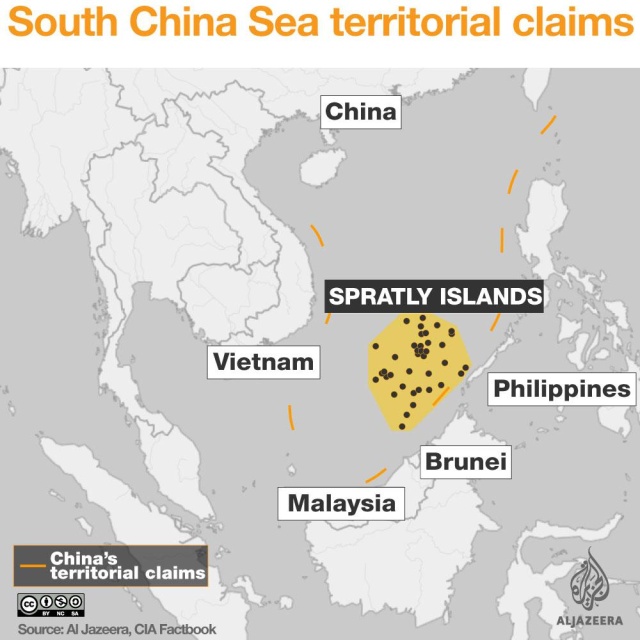 South China Sea territorial claims
China
SPRATLY ISLANDS
Vietnam
Philippines
Brunei
Malaysia
China's
territorial claims
cc
BY NC SA
Source: Al Jazeera, CIA Factbook
ALJAZEERA